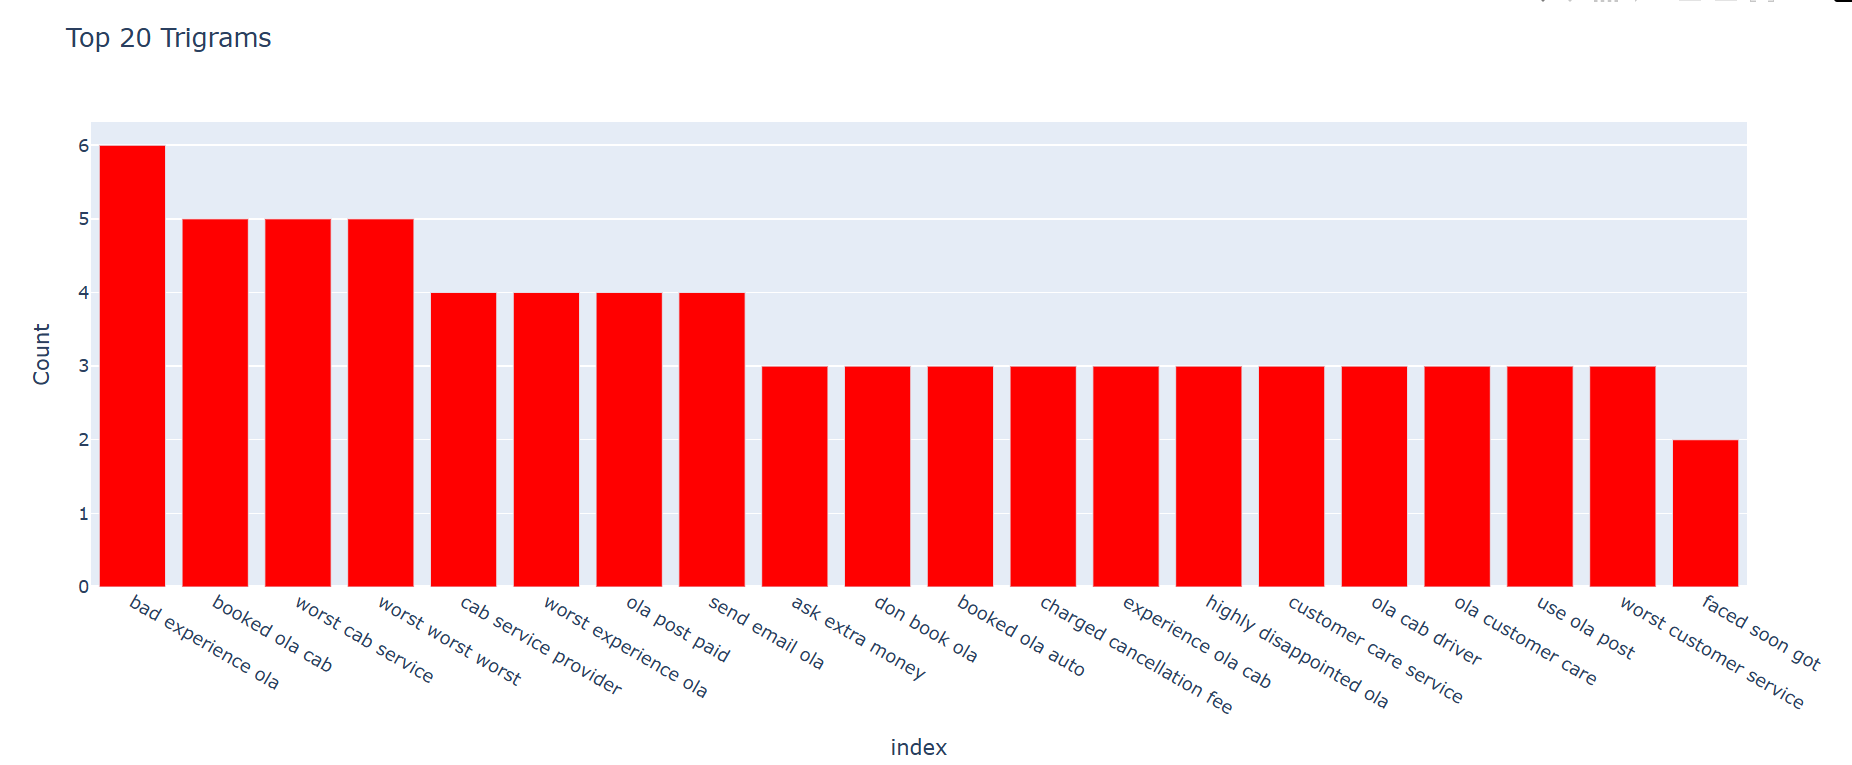 Top 20 Trigrams
6
5
4
3
2
1
0
Count
bad experience ola
booked ola cab
worst cab service
worst worst worst
cab service provider
worst experience ola
ola post paid
send email ola
ask extra money
don book ola
booked ola auto
charged cancellation fee
experience ola cab
highly disappointed ola
customer care service
ola cab driver
ola customer care
use ola post
worst customer service
faced soon got
index